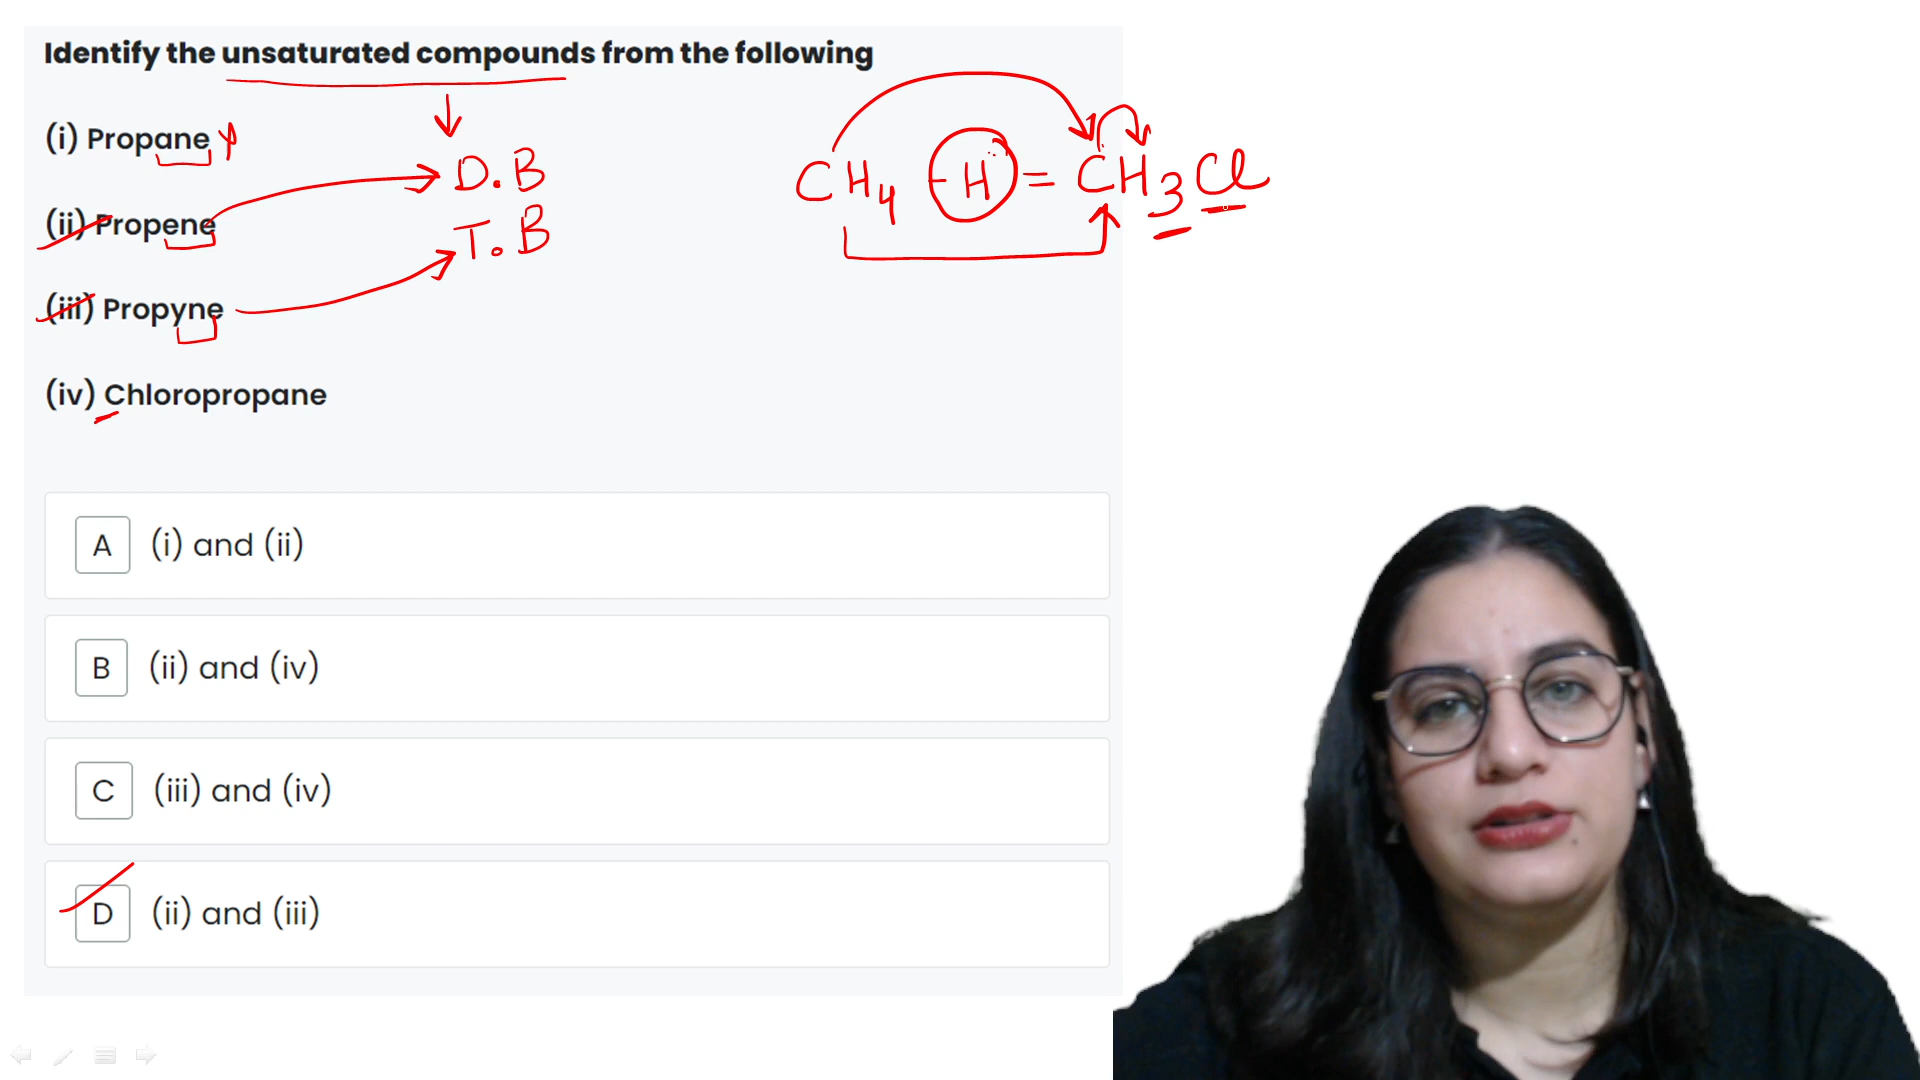 Identify the unsaturated compounds from the following
(i) Propane
(ii) Propene
(iii) Propyne
(iv) Chloropropane
D.B
T.B
CH4 -H = CH3Cl
A (i) and (ii)
B (ii) and (iv)
C (iii) and (iv)
D (ii) and (iii)